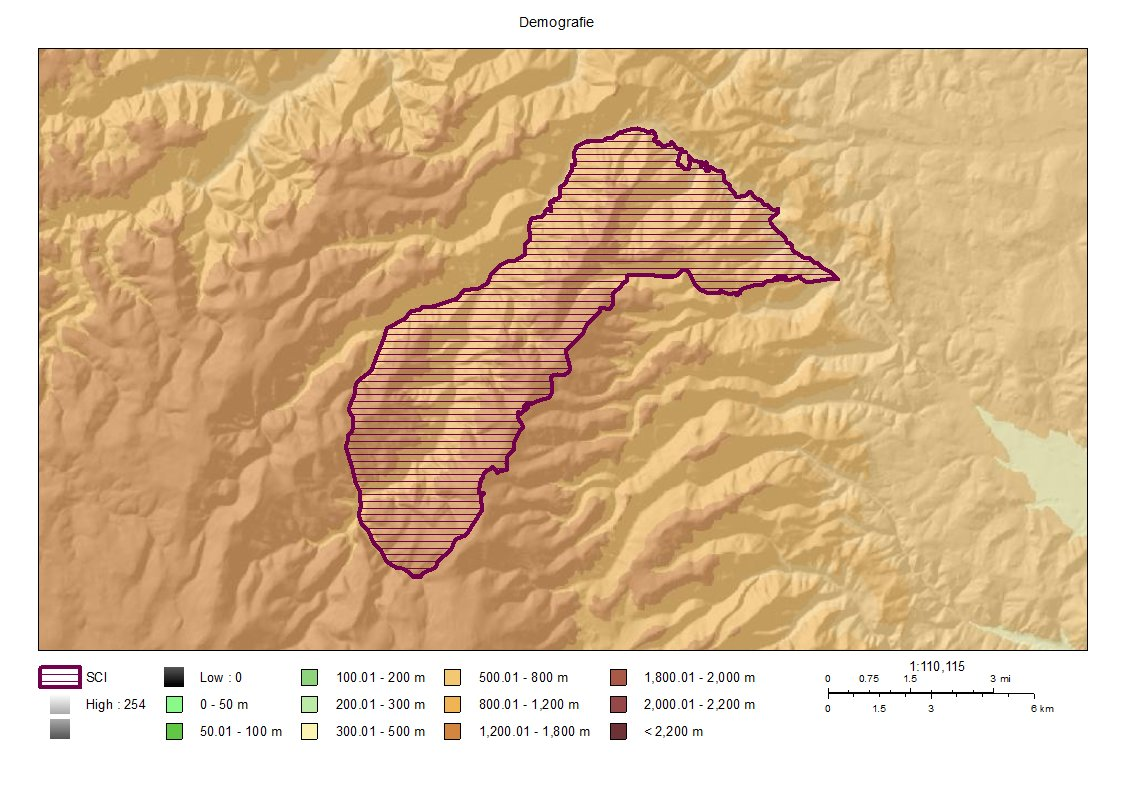 Demografie
SCI
High : 254
Low : 0
0 - 50 m
50.01 - 100 m
100.01 - 200 m
200.01 - 300 m
300.01 - 500 m
500.01 - 800 m
800.01 - 1,200 m
1,200.01 - 1,800 m
1,800.01 - 2,000 m
2,000.01 - 2,200 m
< 2,200 m
1:110,115
0 0.75 1.5 3 mi
0 1.5 3 6 km